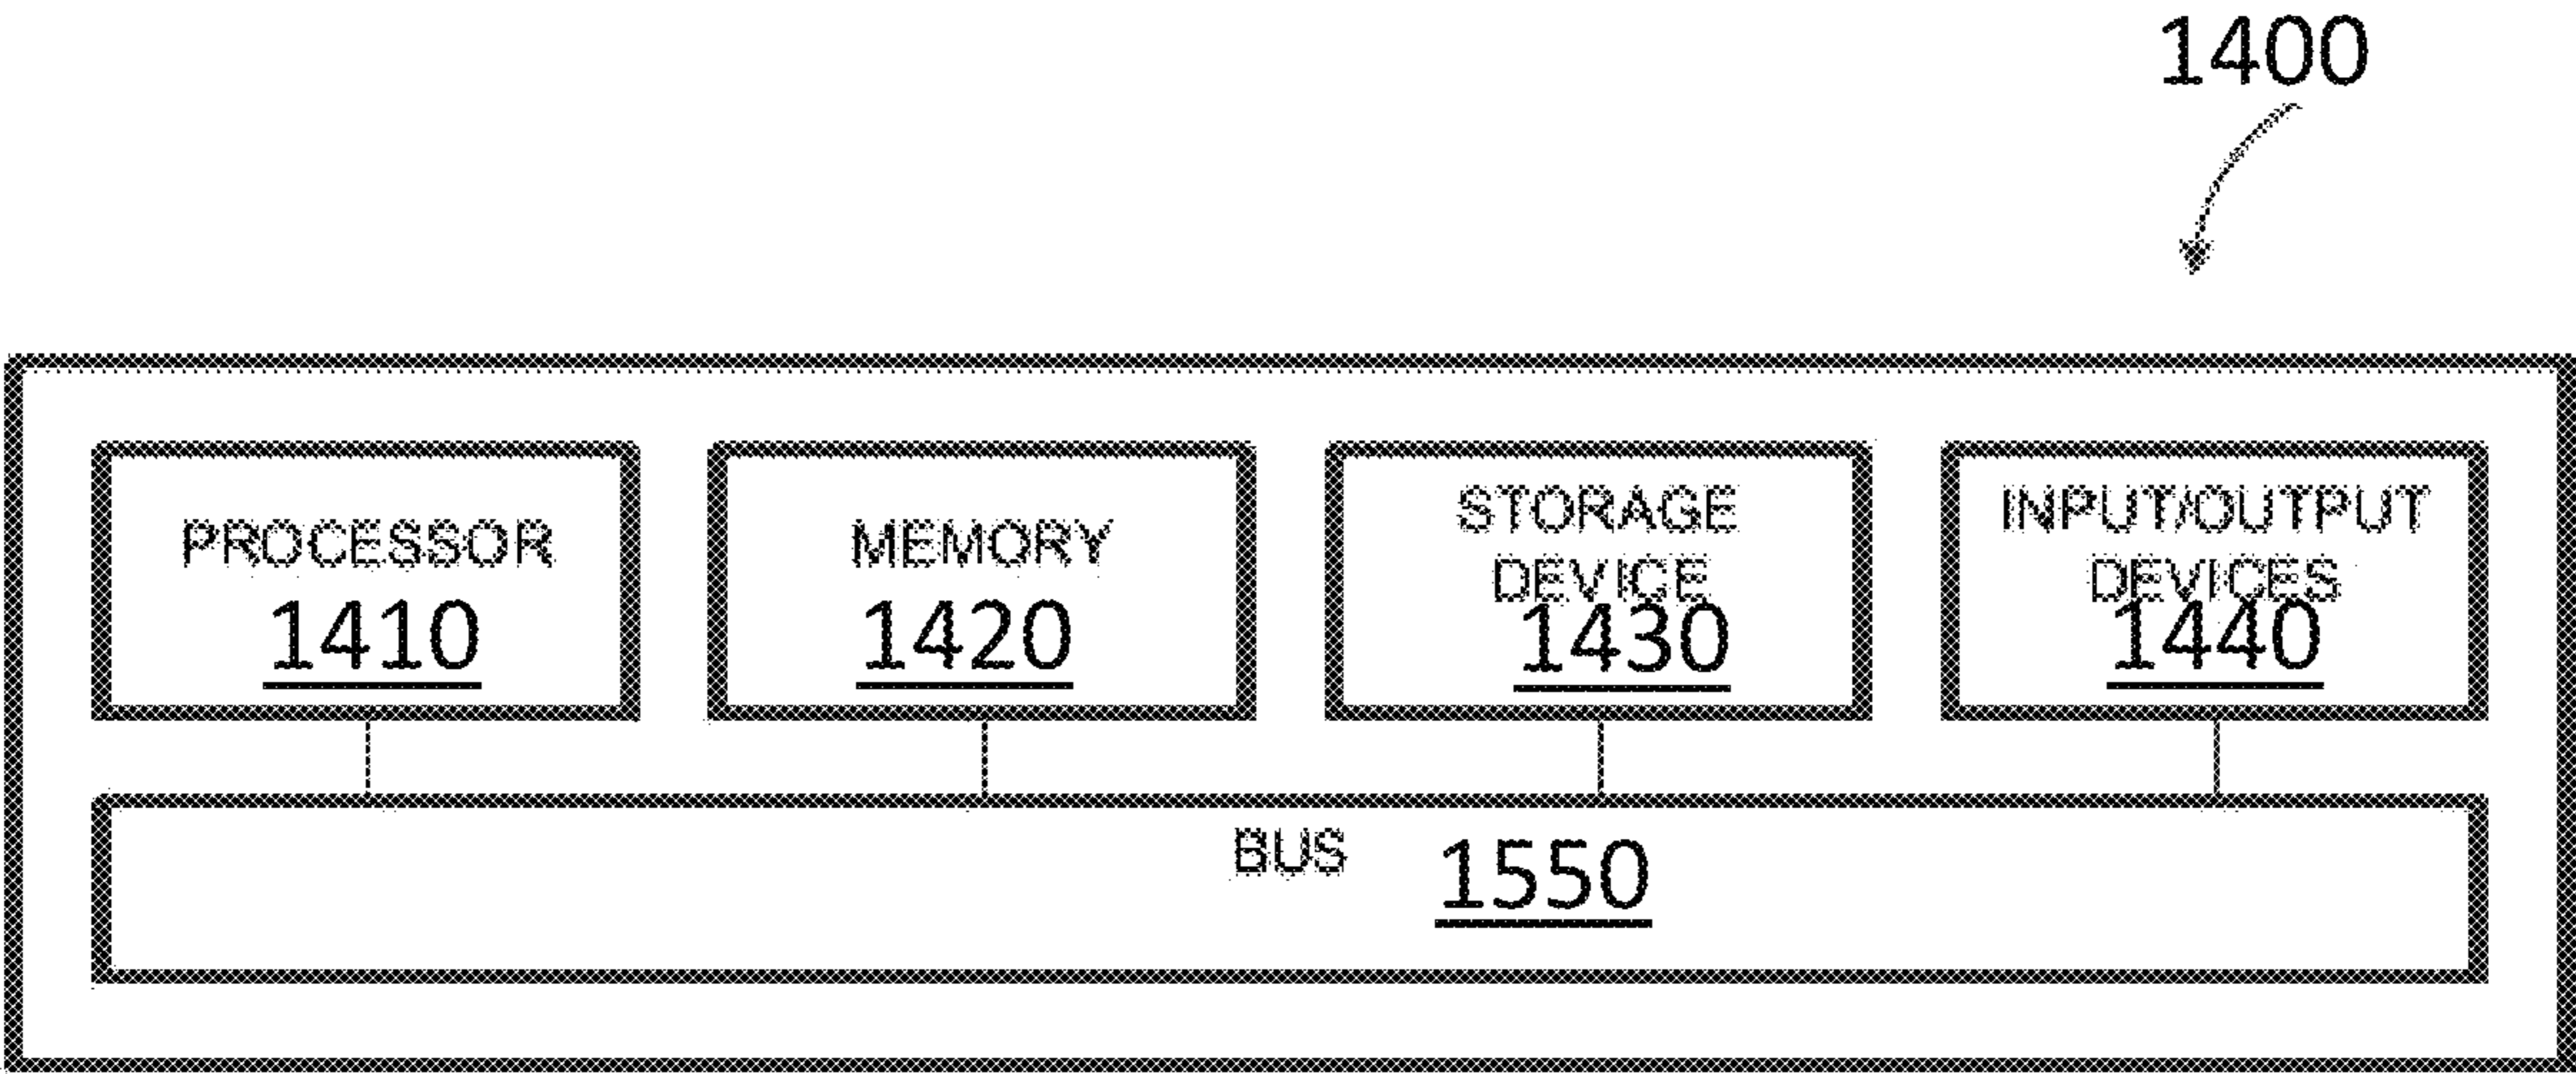 1400
PROCESSOR
1410
MEMORY
1420
STORAGE
DEVICE
1430
INPUT/OUTPUT
DEVICES
1440
BUS 1550